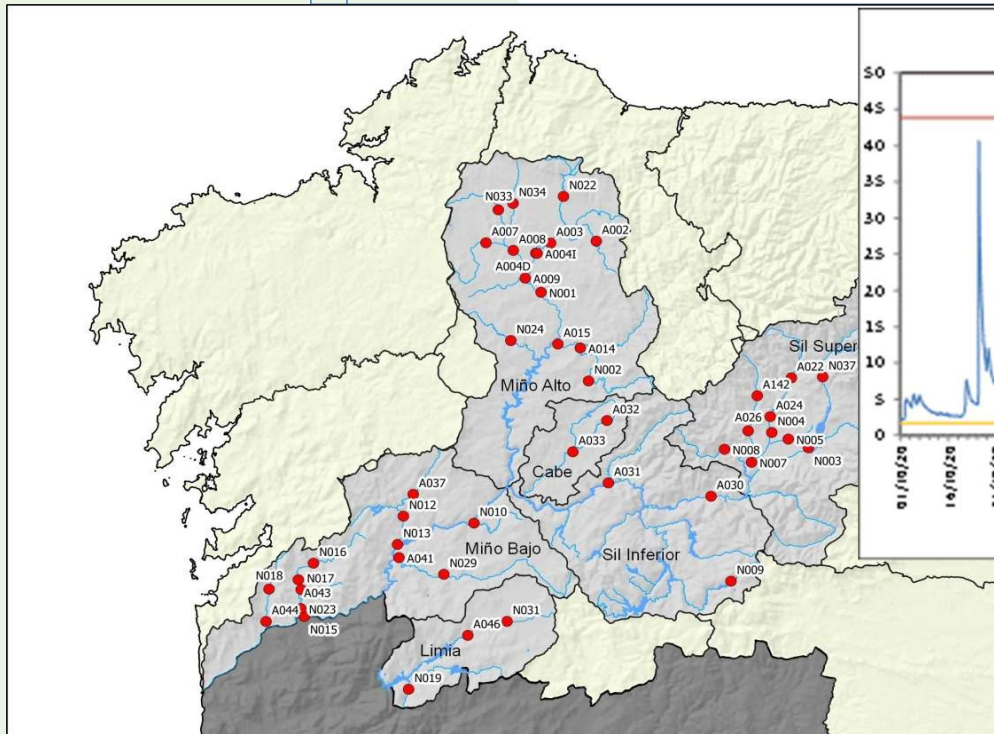 50
45
40
35
30
25
20
15
10
5
0
01/10/20
16/10/20
N033
N034
N022
A007
A008
A003
A002
A004I
A004D
A009
N001
N024
A015
A014
Miño Alto
N002
Sil Super
A022
N037
A142
A024
A026
N004
N005
N008
N007
N003
A032
A033
Cabe
A031
A030
A037
N012
N010
N013
Miño Bajo
A041
N029
Sil Inferior
N009
N016
N018
N017
A043
A044
N023
N015
N031
A046
Limia
N019